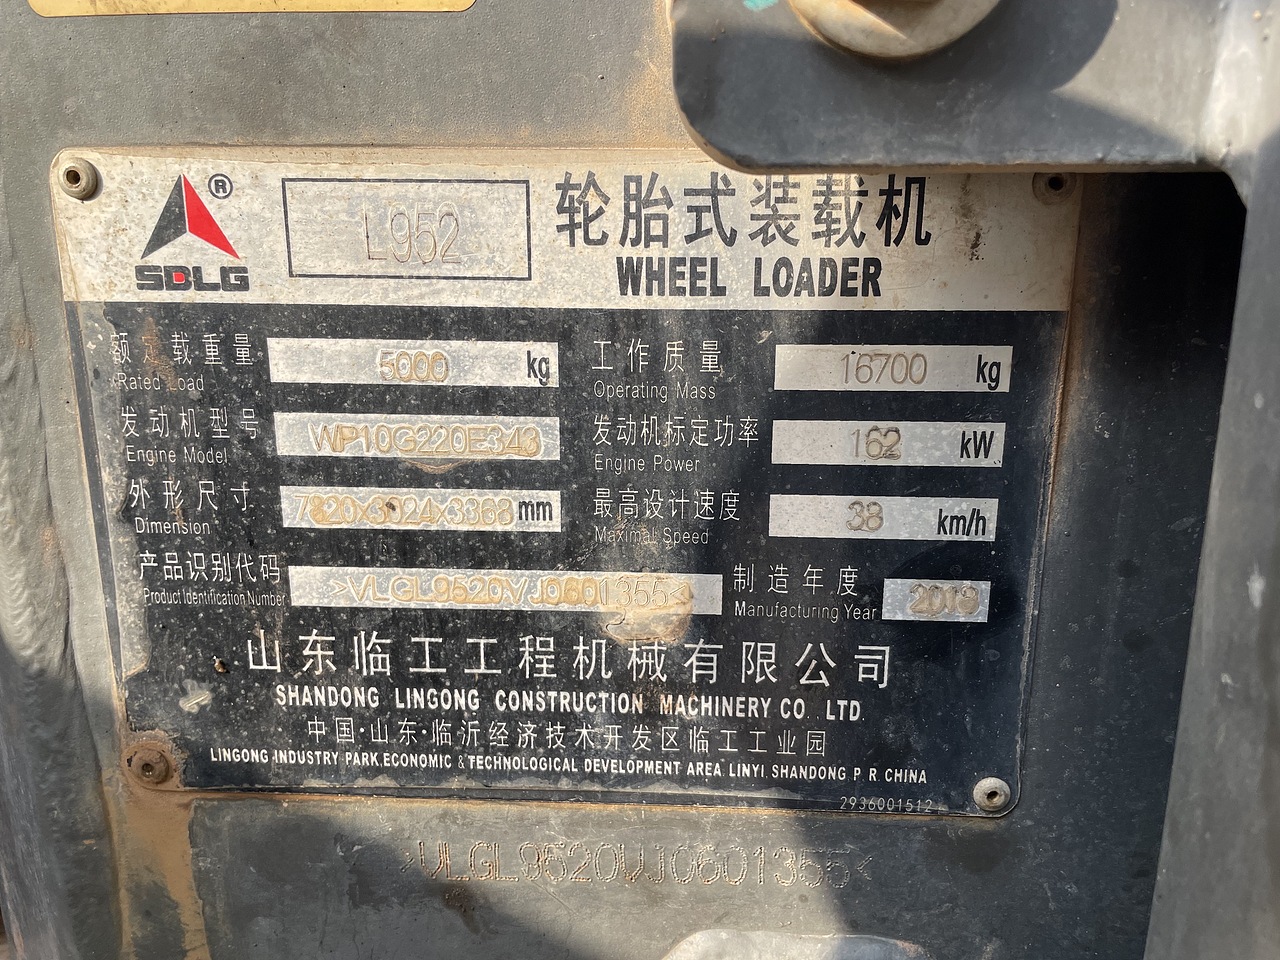 SDLG ®
L952
轮胎式装载机
WHEEL LOADER
额定载重量 5000 kg
Rated Load
工作质量 16700 kg
Operating Mass
发动机型号 WP10G220E343
Engine Model
发动机标定功率 162 kW
Engine Power
外形尺寸 7820×3024×3368 mm
Dimension
最高设计速度 38 km/h
Maximal Speed
产品识别代码 >VLGL9520VJ0601355<
Product Identification Number
制造年度
Manufacturing Year
山东临工工程机械有限公司
SHANDONG LINGONG CONSTRUCTION MACHINERY CO. LTD.
中国·山东·临沂经济技术开发区临工工业园
LINGONG INDUSTRY PARK,ECONOMIC & TECHNOLOGICAL DEVELOPMENT AREA LINYI SHANDONG P R CHINA
2936001512
>VLGL9520VJ0601355<